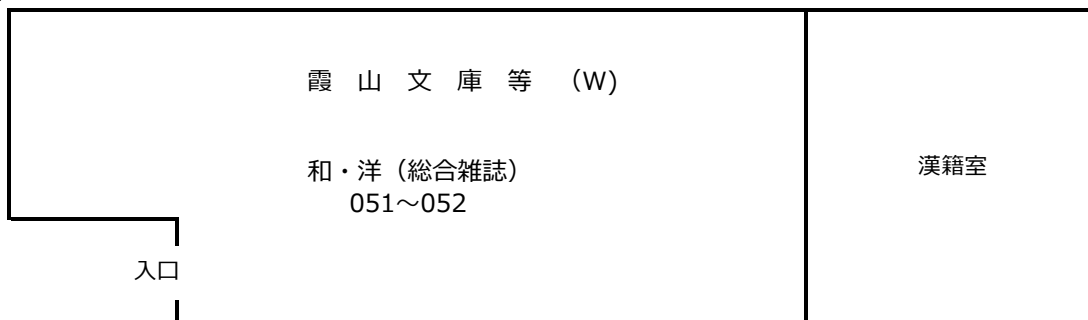 霞 山 文 庫 等 （W)
和・洋（総合雑誌）
051～052
漢籍室
入口